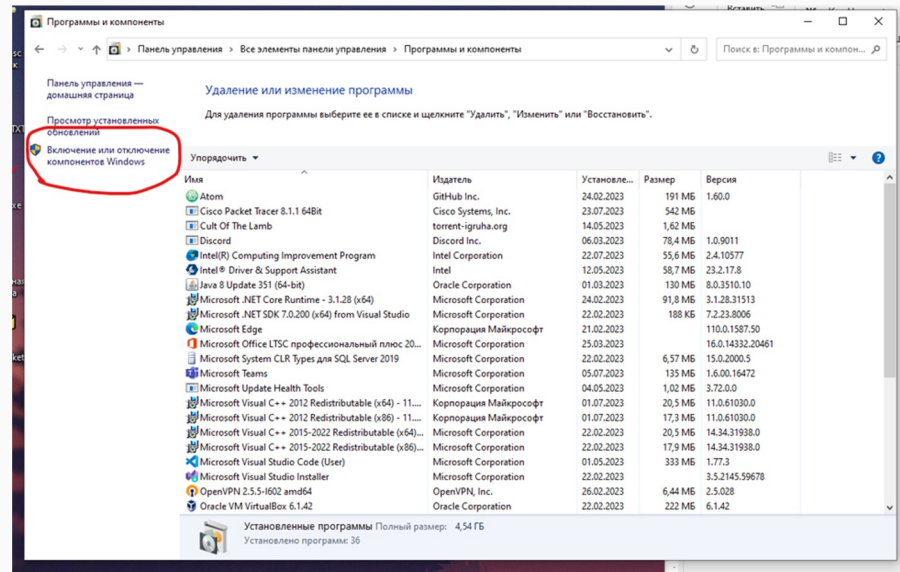 Вставить
Программы и компоненты
Панель управления > Все элементы панели управления > Программы и компоненты
Поиск в: Программы и компон...
Панель управления —
домашняя страница
Просмотр установленных
обновлений
Включение или отключение
компонентов Windows
Удаление или изменение программы
Для удаления программы выберите ее в списке и щелкните "Удалить", "Изменить" или "Восстановить".
Упорядочить
Имя Издатель Установле... Размер Версия
Atom GitHub Inc. 24.02.2023 191 МБ 1.60.0
Cisco Packet Tracer 8.1.1 64Bit Cisco Systems, Inc. 23.07.2023 542 МБ
Cult Of The Lamb torrent-igruha.org 14.05.2023 1,62 МБ
Discord Discord Inc. 06.03.2023 78,4 МБ 1.0.9011
Intel(R) Computing Improvement Program Intel Corporation 22.07.2023 55,6 МБ 2.4.10577
Intel® Driver & Support Assistant Intel 12.05.2023 58,7 МБ 23.2.17.8
Java 8 Update 351 (64-bit) Oracle Corporation 01.03.2023 130 МБ 8.0.3510.10
Microsoft .NET Core Runtime - 3.1.28 (x64) Microsoft Corporation 24.02.2023 91,8 МБ 3.1.28.31513
Microsoft .NET SDK 7.0.200 (x64) from Visual Studio Microsoft Corporation 22.02.2023 188 КБ 7.2.23.8006
Microsoft Edge Корпорация Майкрософт 21.02.2023 110.0.1587.50
Microsoft Office LTSC профессиональный плюс 20... Microsoft Corporation 25.03.2023 16.0.14332.20461
Microsoft System CLR Types для SQL Server 2019 Microsoft Corporation 22.02.2023 6,57 МБ 15.0.2000.5
Microsoft Teams Microsoft Corporation 05.07.2023 135 МБ 1.6.00.16472
Microsoft Update Health Tools Microsoft Corporation 04.05.2023 1,02 МБ 3.72.0.0
Microsoft Visual C++ 2012 Redistributable (x64) - 11.... Корпорация Майкрософт 01.07.2023 20,5 МБ 11.0.61030.0
Microsoft Visual C++ 2012 Redistributable (x86) - 11.... Корпорация Майкрософт 01.07.2023 17,3 МБ 11.0.61030.0
Microsoft Visual C++ 2015-2022 Redistributable (x64)... Microsoft Corporation 22.02.2023 20,5 МБ 14.34.31938.0
Microsoft Visual C++ 2015-2022 Redistributable (x86)... Microsoft Corporation 22.02.2023 17,9 МБ 14.34.31938.0
Microsoft Visual Studio Code (User) Microsoft Corporation 01.05.2023 333 МБ 1.77.3
Microsoft Visual Studio Installer Microsoft Corporation 22.02.2023 3.5.2145.59678
OpenVPN 2.5.5-I602 amd64 OpenVPN, Inc. 26.02.2023 6,44 МБ 2.5.028
Oracle VM VirtualBox 6.1.42 Oracle Corporation 22.02.2023 222 МБ 6.1.42
Установленные программы Полный размер: 4,54 ГБ
Установлено программ: 36